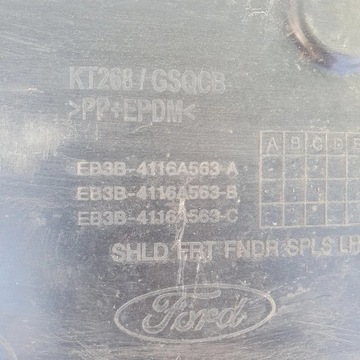 KT268 / GSQCB
>PP+EPDM<
EB3B-4116A563-A
EB3B-4116A563-B
EB3B-4116A563-C
A B C D E
SHLD FRT FNDR SPLS LH
Ford